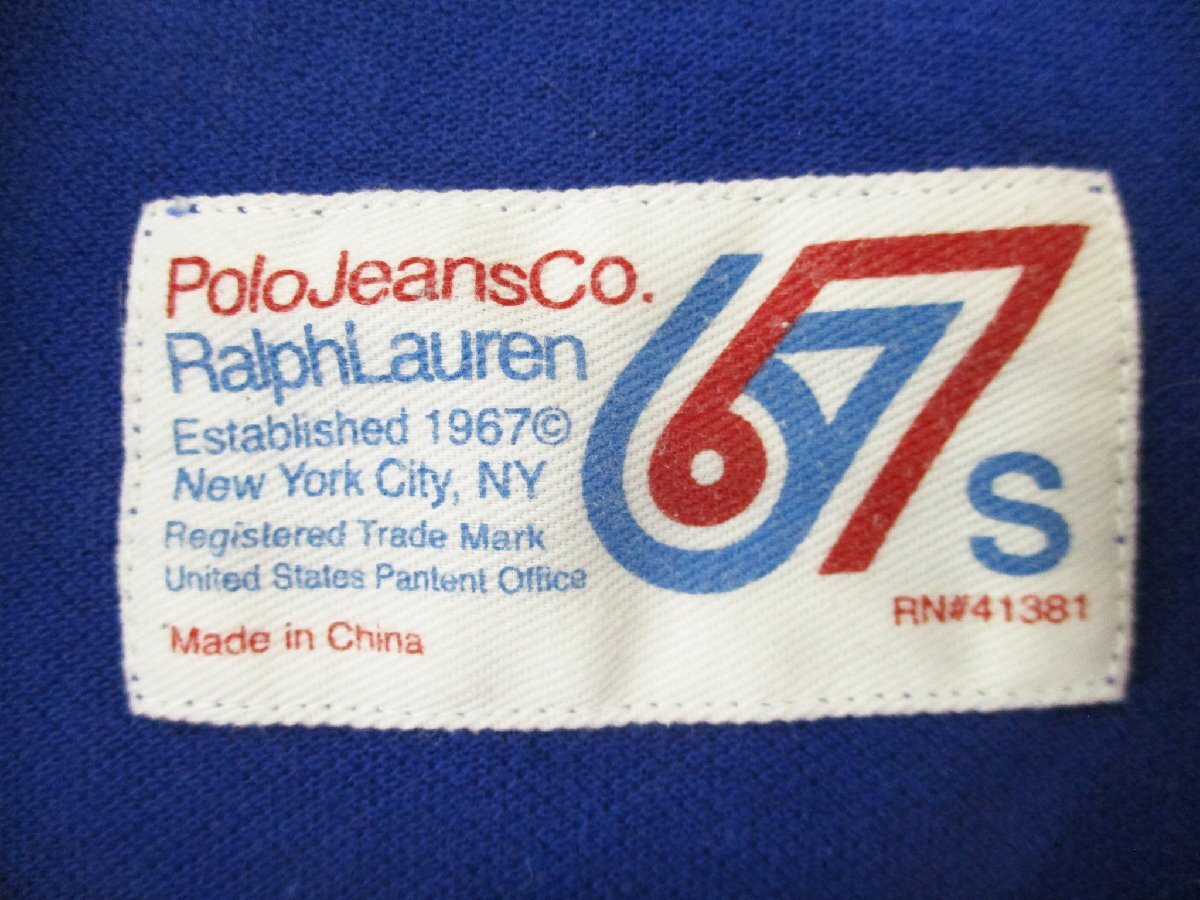 PoloJeansCo.
RalphLauren
Established 1967©
New York City, NY
Registered Trade Mark
United States Pantent Office
Made in China
67
S
RN#41381